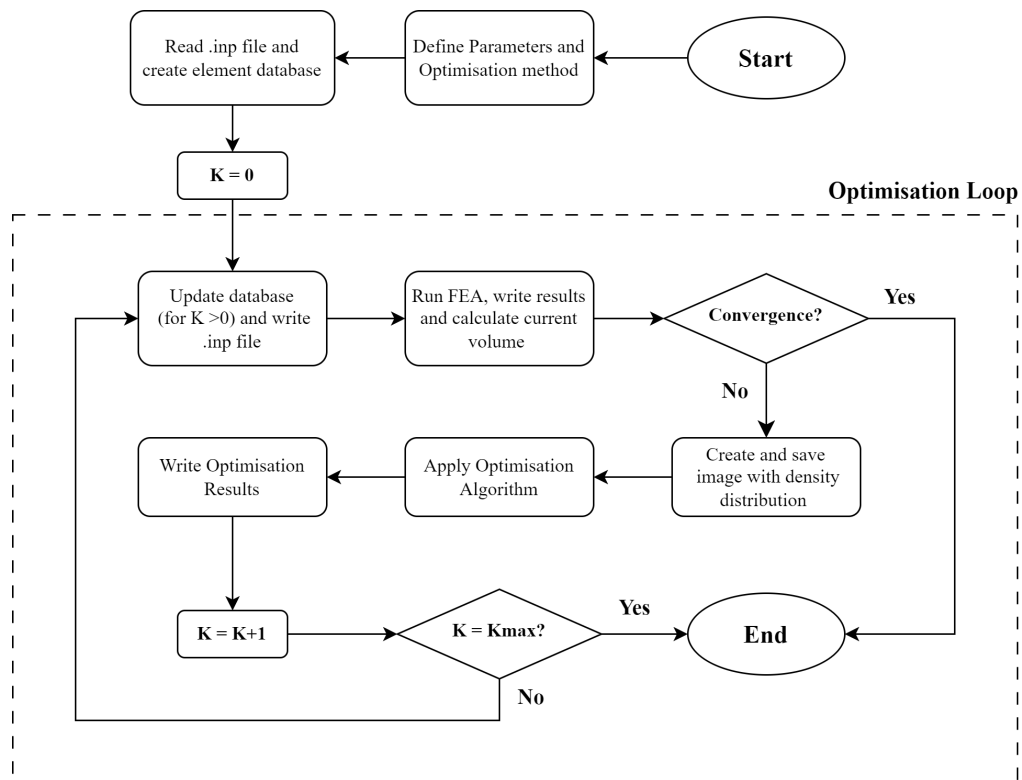 Start
Define Parameters and
Optimisation method
Read .inp file and
create element database
K = 0
Optimisation Loop
Update database
(for K >0) and write
.inp file
Run FEA, write results
and calculate current
volume
Convergence?
Yes
No
Create and save
image with density
distribution
Apply Optimisation
Algorithm
Write Optimisation
Results
K = K+1
K = Kmax?
Yes
No
End